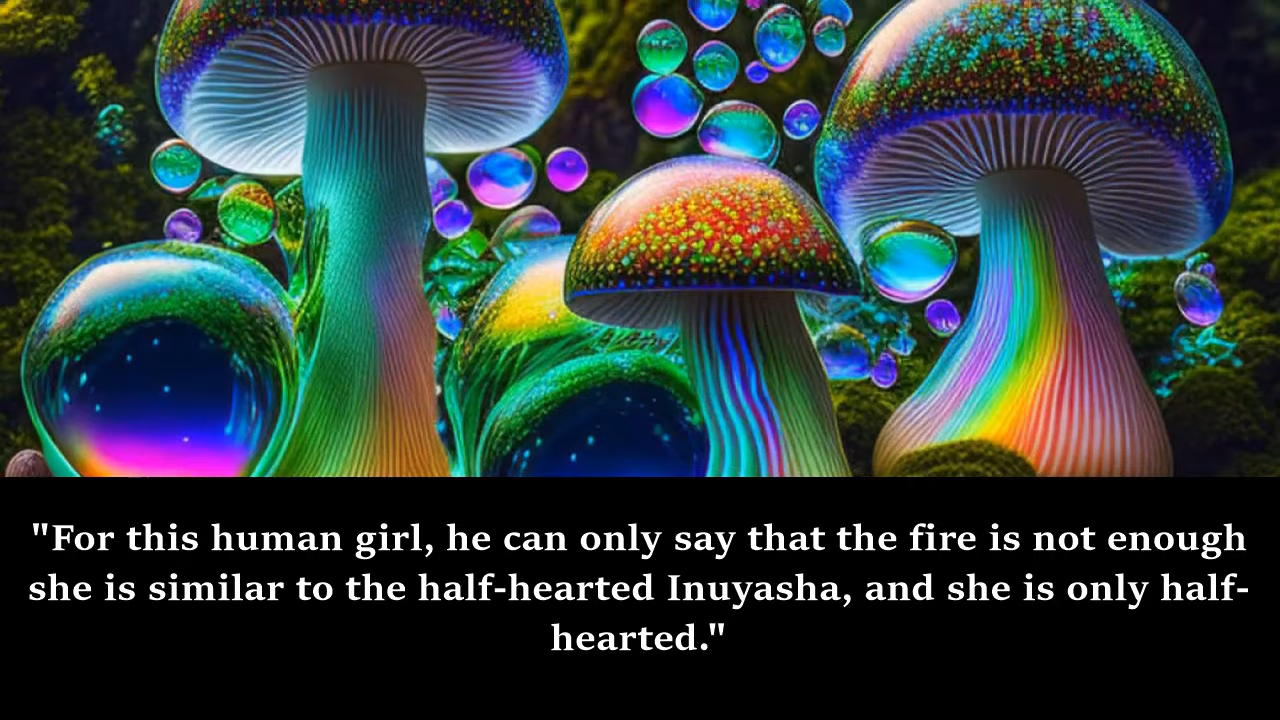 "For this human girl, he can only say that the fire is not enough
she is similar to the half-hearted Inuyasha, and she is only half-
hearted."